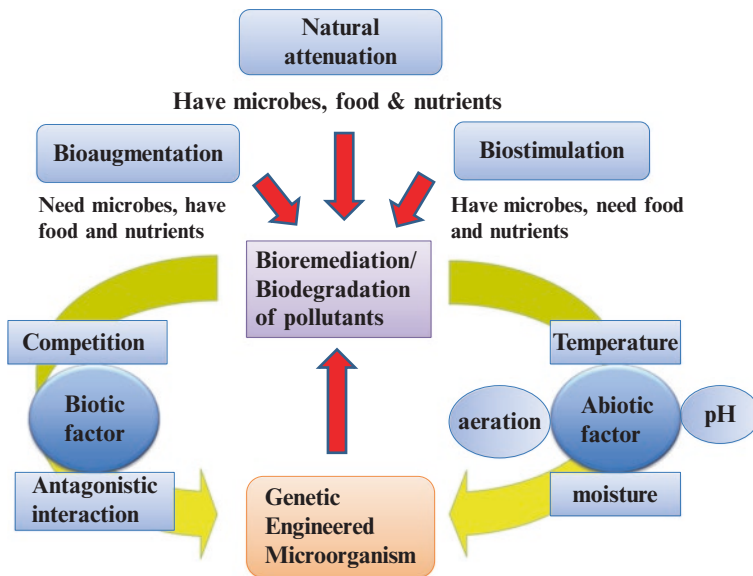 Natural
attenuation
Have microbes, food & nutrients
Bioaugmentation
Biostimulation
Need microbes, have
food and nutrients
Have microbes, need food
and nutrients
Bioremediation/
Biodegradation
of pollutants
Competition
Temperature
Biotic
factor
aeration
Abiotic
factor
pH
Antagonistic
interaction
moisture
Genetic
Engineered
Microorganism